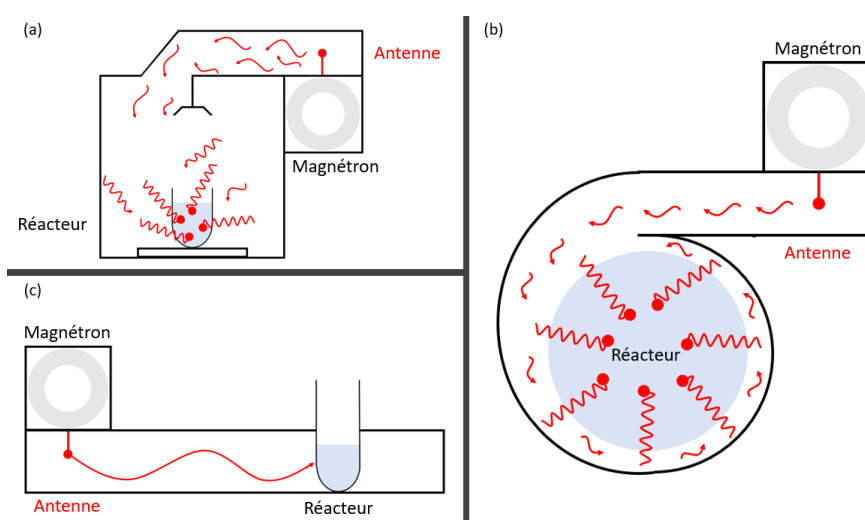 (a)
Antenne
Magnétron
Réacteur
(b)
Magnétron
Antenne
Réacteur
(c)
Magnétron
Antenne
Réacteur